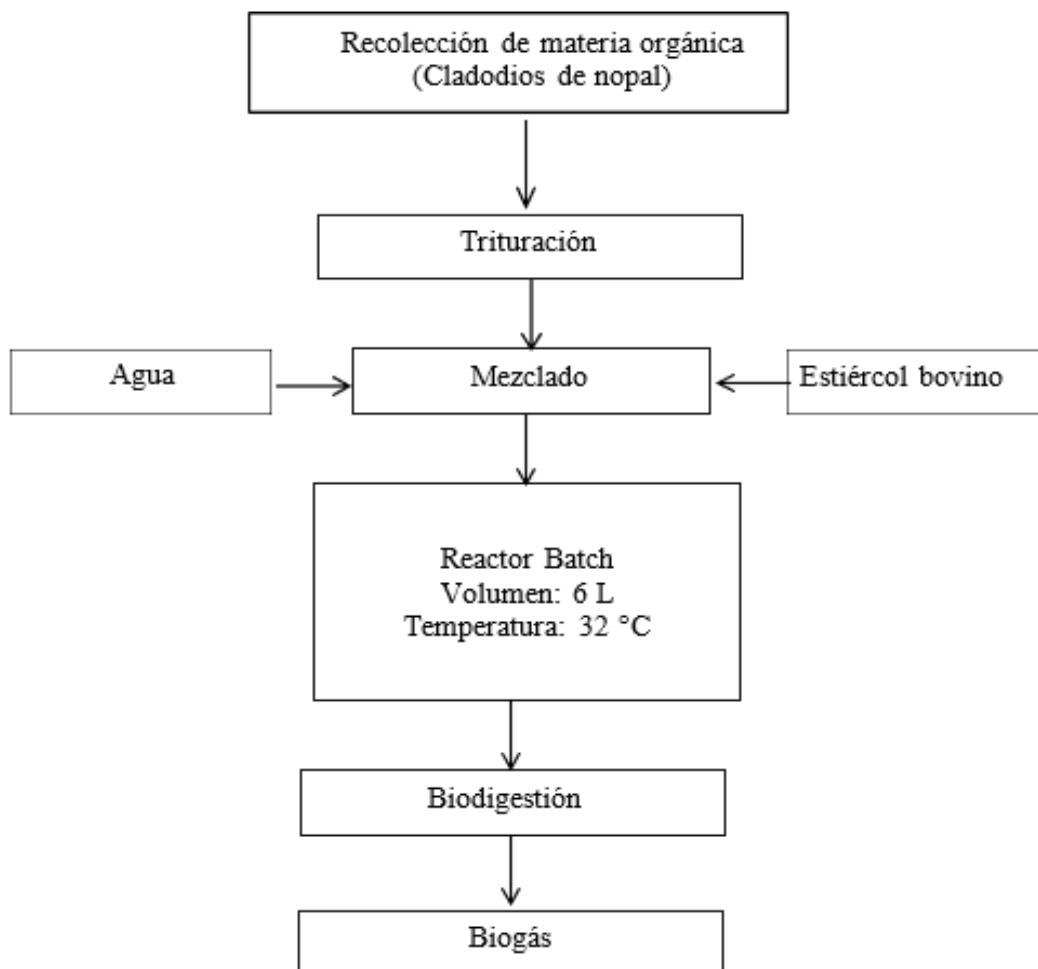 Recolección de materia orgánica
(Cladodios de nopal)
Trituración
Agua
Mezclado
Estiércol bovino
Reactor Batch
Volumen: 6 L
Temperatura: 32 °C
Biodigestión
Biogás